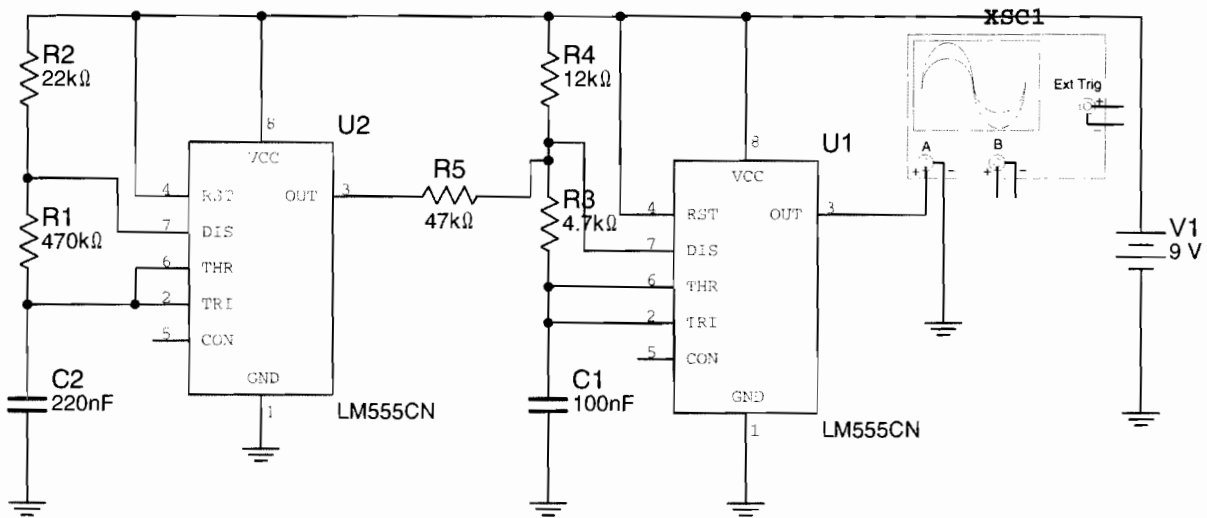 XSC1
R2
22kΩ
R4
12kΩ
Ext Trig
+
-
8
VCC
U2
8
VCC
U1
A
B
+
-
+
-
4
RST
OUT
3
R5
47kΩ
R3
4.7kΩ
4
RST
OUT
3
R1
470kΩ
7
DIS
7
DIS
V1
9 V
6
THR
6
THR
2
TRI
2
TRI
5
CON
5
CON
C2
220nF
GND
1
LM555CN
C1
100nF
GND
1
LM555CN